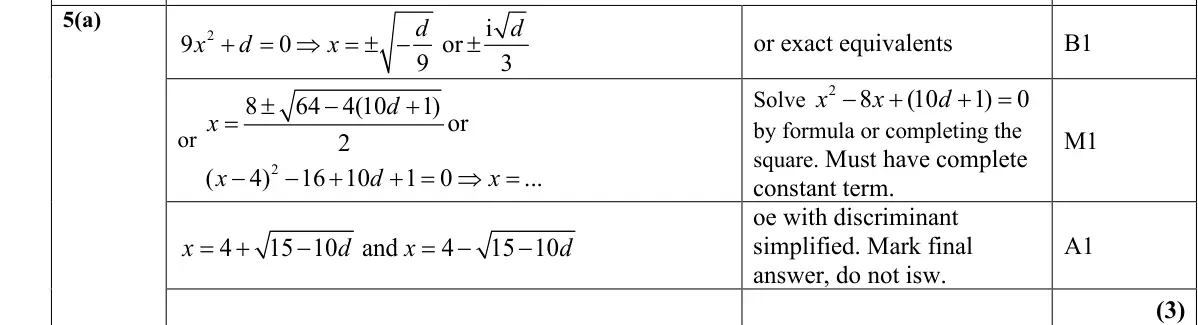 5(a)
9x² + d = 0 ⇒ x = ±√(−d/9) or ± i√d/3
or exact equivalents
B1
or x = (8 ± √(64 − 4(10d + 1)))/2 or
(x − 4)² − 16 + 10d + 1 = 0 ⇒ x = ...
Solve x² − 8x + (10d + 1) = 0
by formula or completing the
square. Must have complete
constant term.
M1
x = 4 + √(15 − 10d) and x = 4 − √(15 − 10d)
oe with discriminant
simplified. Mark final
answer, do not isw.
A1
(3)